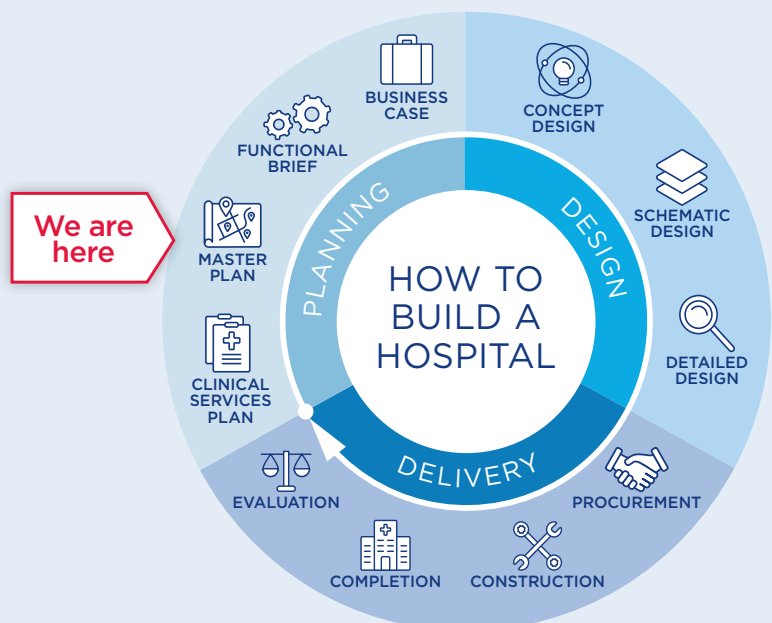 We are
here
HOW TO
BUILD A
HOSPITAL
PLANNING
CLINICAL
SERVICES
PLAN
MASTER
PLAN
FUNCTIONAL
BRIEF
BUSINESS
CASE
DESIGN
CONCEPT
DESIGN
SCHEMATIC
DESIGN
DETAILED
DESIGN
DELIVERY
PROCUREMENT
CONSTRUCTION
COMPLETION
EVALUATION